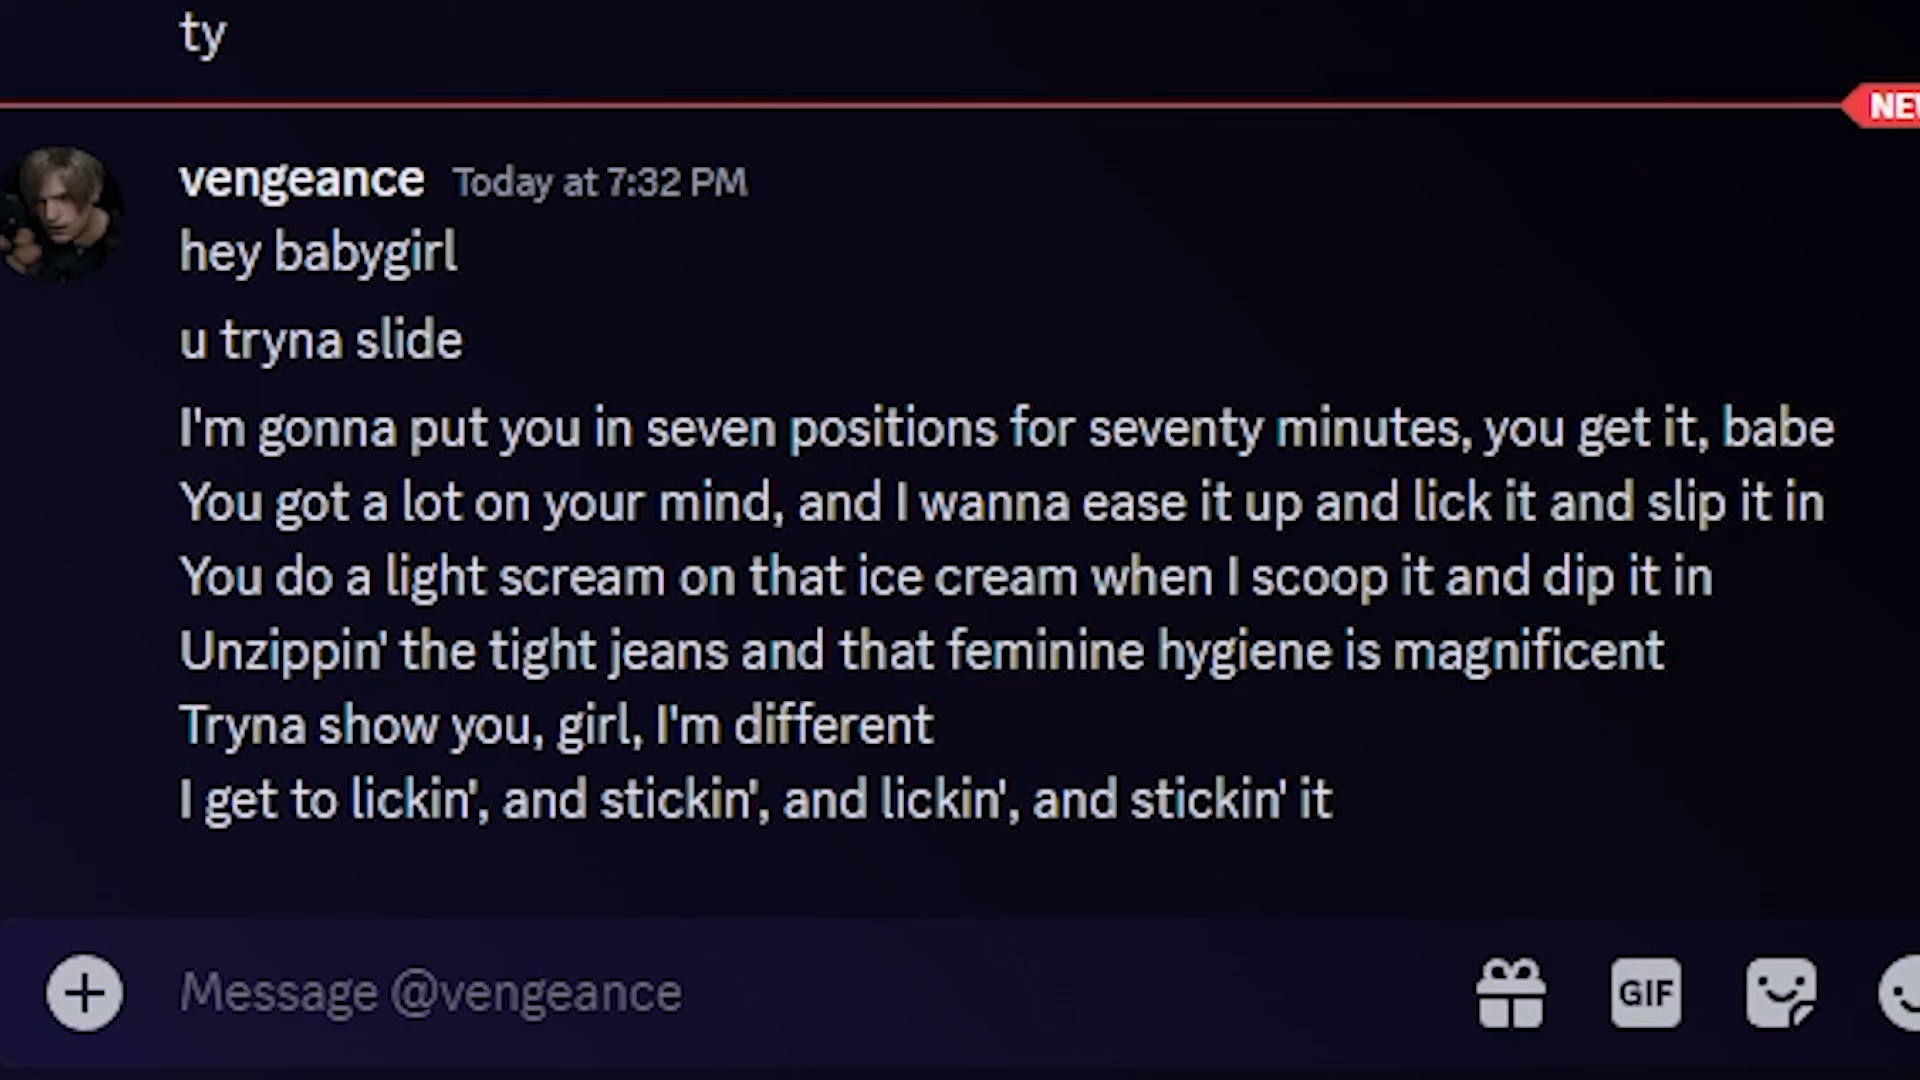 ty
NEW
vengeance Today at 7:32 PM
hey babygirl
u tryna slide
I'm gonna put you in seven positions for seventy minutes, you get it, babe
You got a lot on your mind, and I wanna ease it up and lick it and slip it in
You do a light scream on that ice cream when I scoop it and dip it in
Unzippin' the tight jeans and that feminine hygiene is magnificent
Tryna show you, girl, I'm different
I get to lickin', and stickin', and lickin', and stickin' it
Message @vengeance
GIF